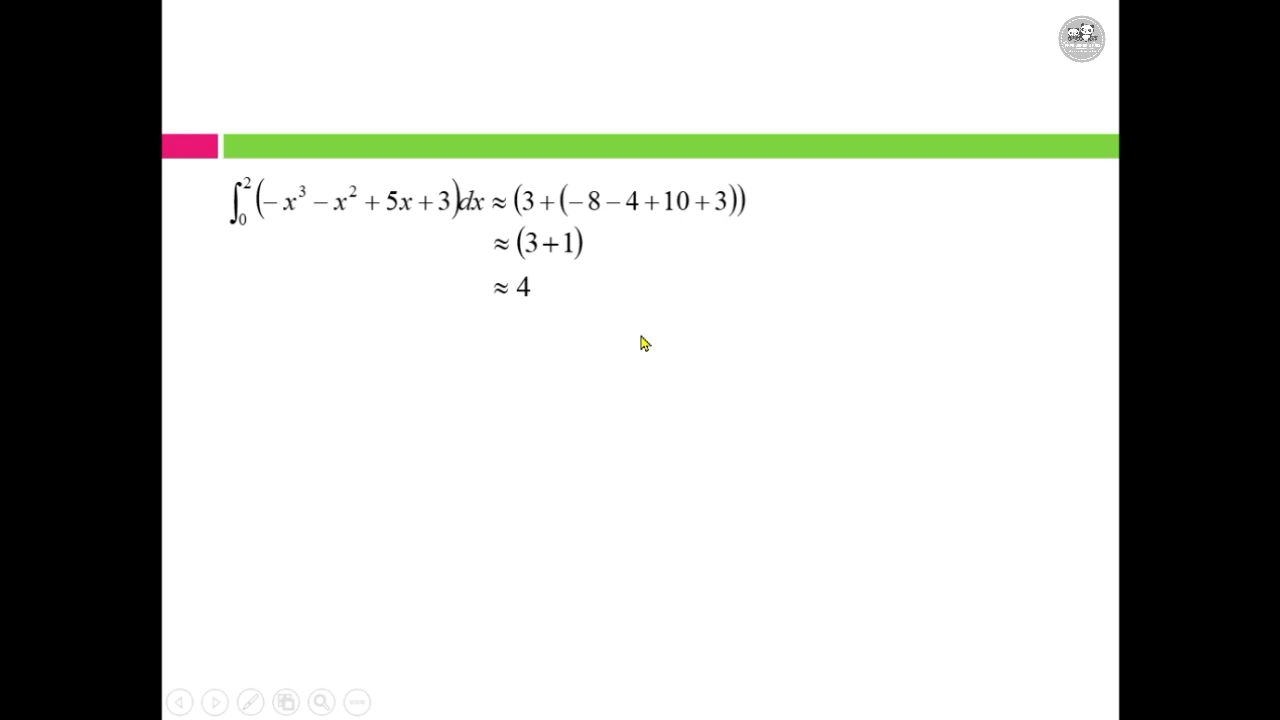 ∫₀² (−x³ − x² + 5x + 3)dx ≈ (3 + (−8 − 4 + 10 + 3))
≈ (3 + 1)
≈ 4